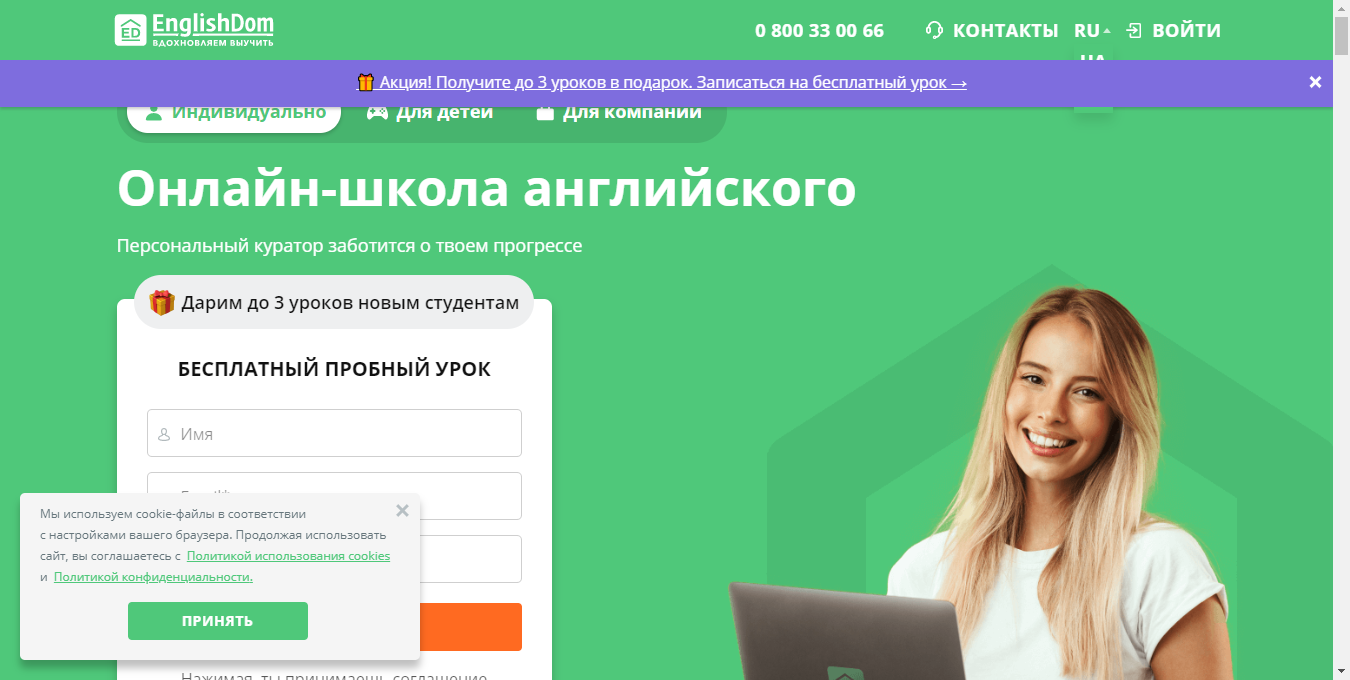 ED EnglishDom
ВДОХНОВЛЯЕМ ВЫУЧИТЬ
0 800 33 00 66
КОНТАКТЫ
RU
ВОЙТИ
UA
Акция! Получите до 3 уроков в подарок. Записаться на бесплатный урок →
Индивидуально
Для детей
Для компании
Онлайн-школа английского
Персональный куратор заботится о твоем прогрессе
Дарим до 3 уроков новым студентам
БЕСПЛАТНЫЙ ПРОБНЫЙ УРОК
Имя
Мы используем cookie-файлы в соответствии
с настройками вашего браузера. Продолжая использовать
сайт, вы соглашаетесь с Политикой использования cookies
и Политикой конфиденциальности.
ПРИНЯТЬ
Нажимая, ты принимаешь соглашение